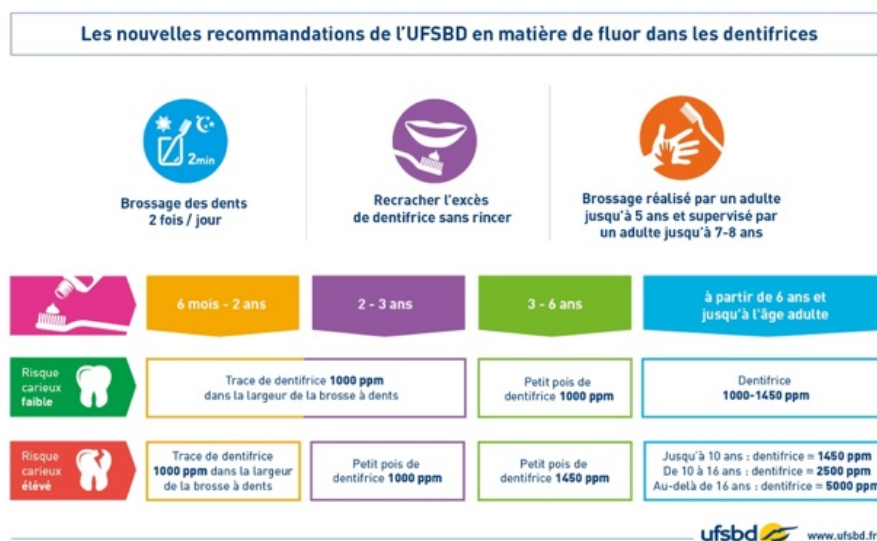 Les nouvelles recommandations de l'UFSBD en matière de fluor dans les dentifrices
2min
Brossage des dents
2 fois / jour
Recracher l'excès
de dentifrice sans rincer
Brossage réalisé par un adulte
jusqu'à 5 ans et supervisé par
un adulte jusqu'à 7-8 ans
6 mois - 2 ans
2 - 3 ans
3 - 6 ans
à partir de 6 ans et
jusqu'à l'âge adulte
Risque
carieux
faible
Trace de dentifrice 1000 ppm
dans la largeur de la brosse à dents
Petit pois de
dentifrice 1000 ppm
Dentifrice
1000-1450 ppm
Risque
carieux
élévé
Trace de dentifrice
1000 ppm dans la largeur
de la brosse à dents
Petit pois de
dentifrice 1000 ppm
Petit pois de
dentifrice 1450 ppm
Jusqu'à 10 ans : dentifrice ≃ 1450 ppm
De 10 à 16 ans : dentifrice ≃ 2500 ppm
Au-delà de 16 ans : dentifrice ≃ 5000 ppm
ufsbd
www.ufsbd.fr